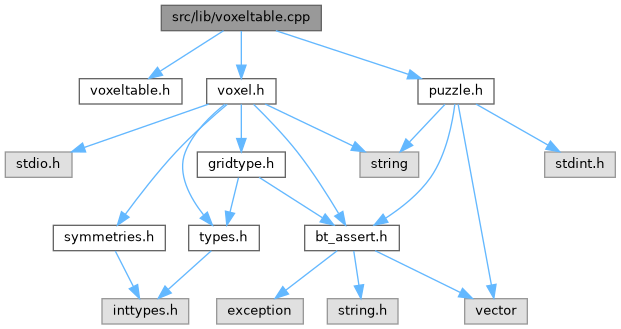 src/lib/voxeltable.cpp
voxeltable.h
voxel.h
puzzle.h
stdio.h
gridtype.h
string
stdint.h
symmetries.h
types.h
bt_assert.h
inttypes.h
exception
string.h
vector